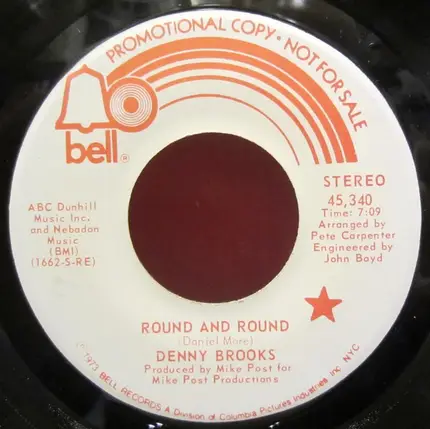 PROMOTIONAL COPY • NOT FOR SALE
bell®
STEREO
45,340
Time: 7:09
Arranged by
Pete Carpenter
Engineered by
John Boyd
ABC Dunhill
Music Inc.
and Nebadon
Music
(BMI)
(1662-S-RE)
ROUND AND ROUND
(Daniel More)
DENNY BROOKS
Produced by Mike Post for
Mike Post Productions
1973 BELL RECORDS A Division of Columbia Pictures Industries Inc NYC